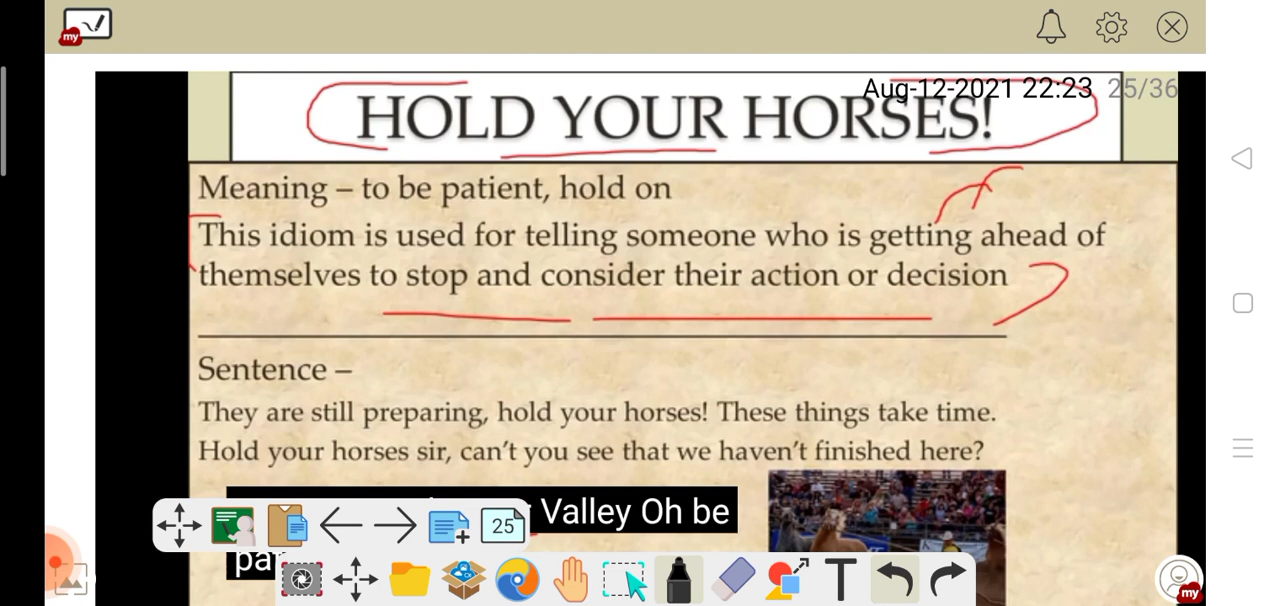 my
Aug-12-2021 22:23 25/36
HOLD YOUR HORSES!
Meaning – to be patient, hold on
This idiom is used for telling someone who is getting ahead of
themselves to stop and consider their action or decision
Sentence –
They are still preparing, hold your horses! These things take time.
Hold your horses sir, can't you see that we haven't finished here?
Valley Oh be
25
T
my